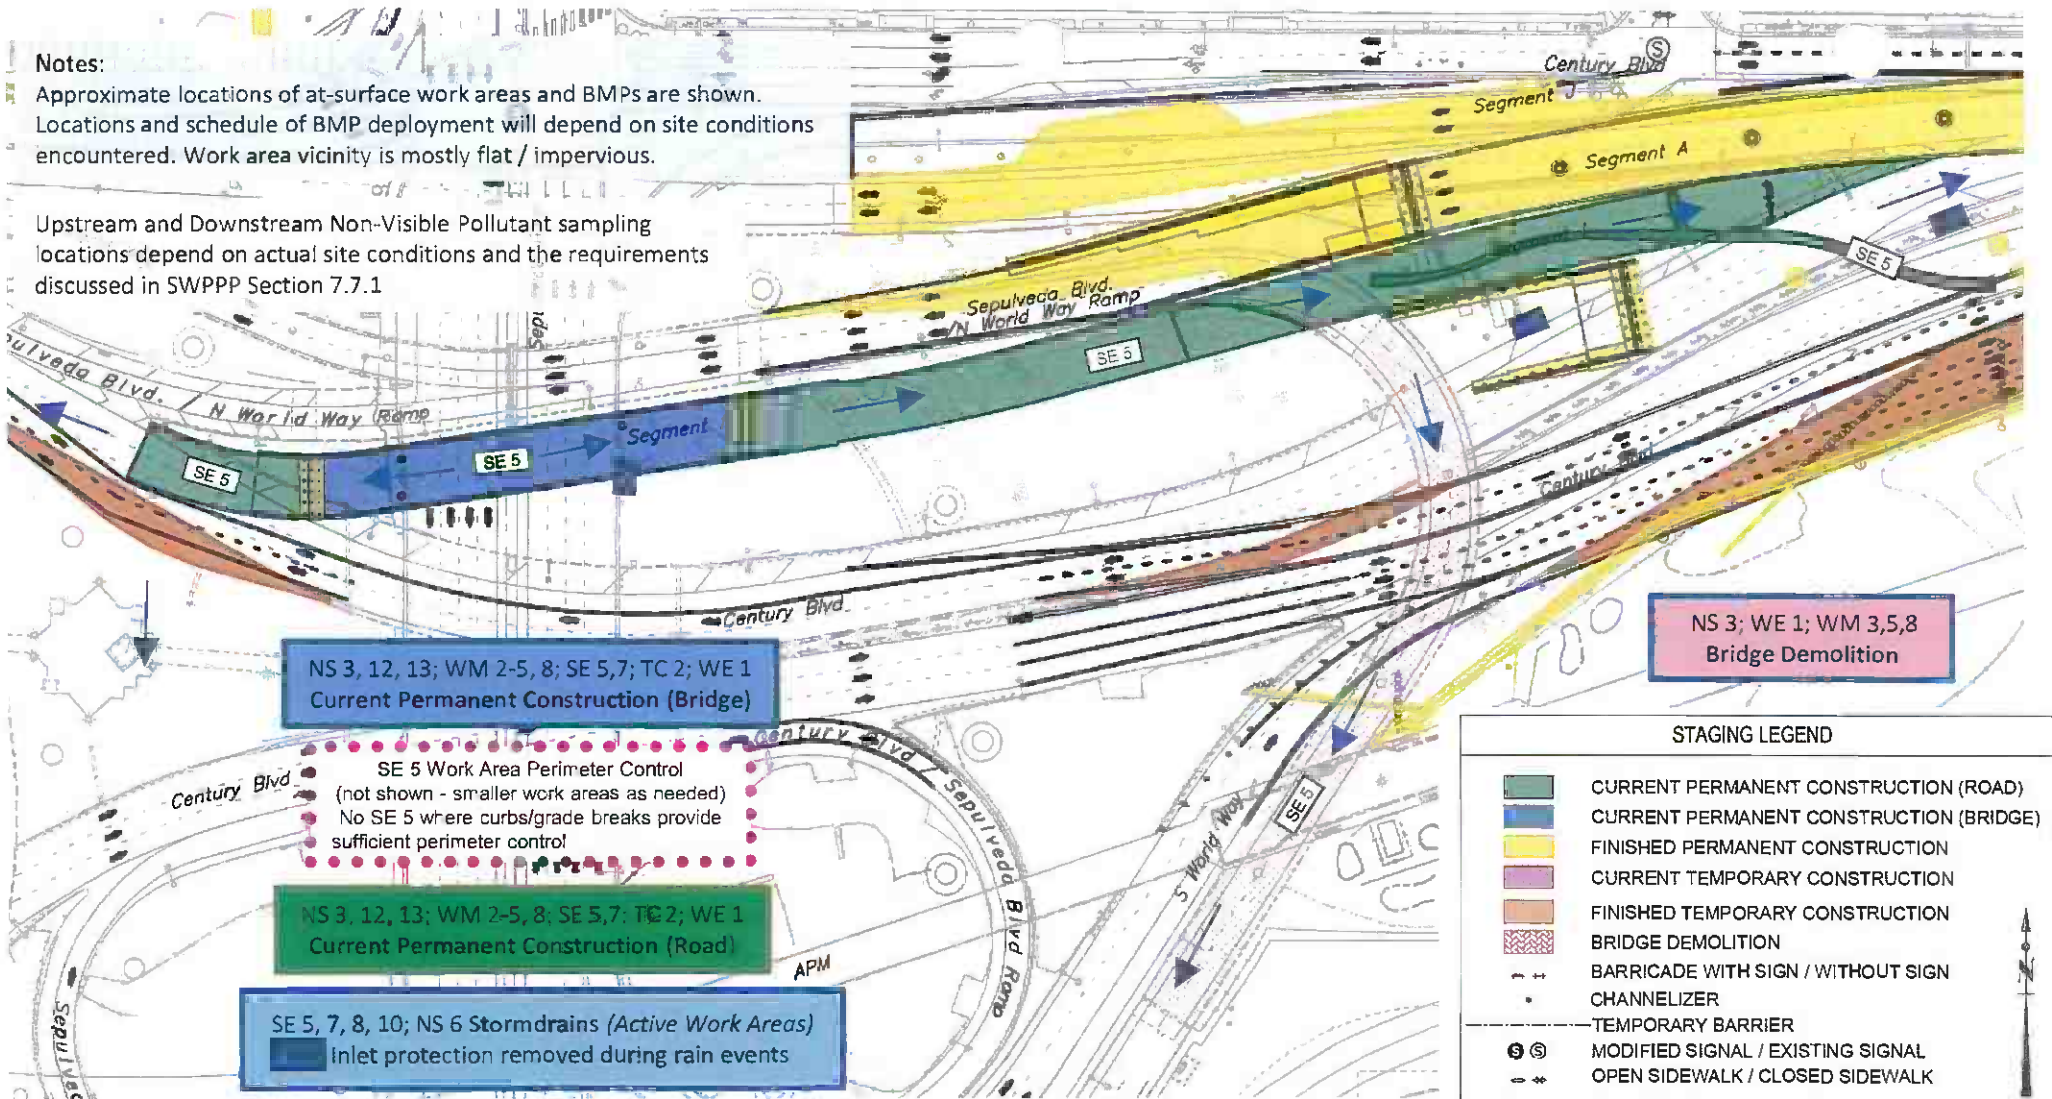 Notes:
Approximate locations of at-surface work areas and BMPs are shown.
Locations and schedule of BMP deployment will depend on site conditions
encountered. Work area vicinity is mostly flat / impervious.
Upstream and Downstream Non-Visible Pollutant sampling
locations depend on actual site conditions and the requirements
discussed in SWPPP Section 7.7.1
Century Blvd
Segment J
Segment A
SE 5
Sepulveda Blvd.
/N World Way Ramp
SE 5
Blvd. / N World Way Ramp
Segment
SE 5
SE 5
Century Blvd
Century Blvd
NS 3; WE 1; WM 3,5,8
Bridge Demolition
NS 3, 12, 13; WM 2-5, 8; SE 5,7; TC 2; WE 1
Current Permanent Construction (Bridge)
Century Blvd / Sepulveda Blvd Ramp
Century Blvd
SE 5 Work Area Perimeter Control
(not shown - smaller work areas as needed)
No SE 5 where curbs/grade breaks provide
sufficient perimeter control
SE 5
S World Way
NS 3, 12, 13; WM 2-5, 8; SE 5,7: TC 2; WE 1
Current Permanent Construction (Road)
APM
SE 5, 7, 8, 10; NS 6 Stormdrains (Active Work Areas)
Inlet protection removed during rain events
STAGING LEGEND
CURRENT PERMANENT CONSTRUCTION (ROAD)
CURRENT PERMANENT CONSTRUCTION (BRIDGE)
FINISHED PERMANENT CONSTRUCTION
CURRENT TEMPORARY CONSTRUCTION
FINISHED TEMPORARY CONSTRUCTION
BRIDGE DEMOLITION
BARRICADE WITH SIGN / WITHOUT SIGN
CHANNELIZER
TEMPORARY BARRIER
S S MODIFIED SIGNAL / EXISTING SIGNAL
OPEN SIDEWALK / CLOSED SIDEWALK
N